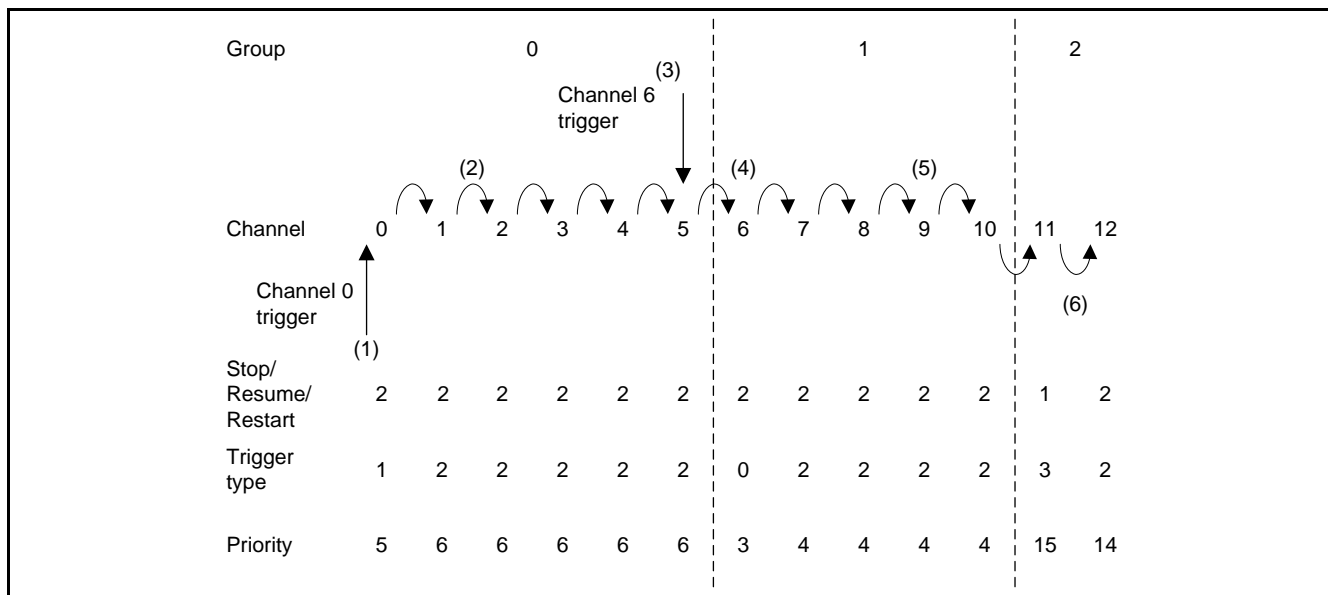 Group 0 1 2
(3)
Channel 6
trigger
(2) (4) (5)
Channel 0 1 2 3 4 5 6 7 8 9 10 11 12
Channel 0
trigger
(6)
(1)
Stop/
Resume/
Restart
2 2 2 2 2 2 2 2 2 2 2 1 2
Trigger
type
1 2 2 2 2 2 0 2 2 2 2 3 2
Priority 5 6 6 6 6 6 3 4 4 4 4 15 14